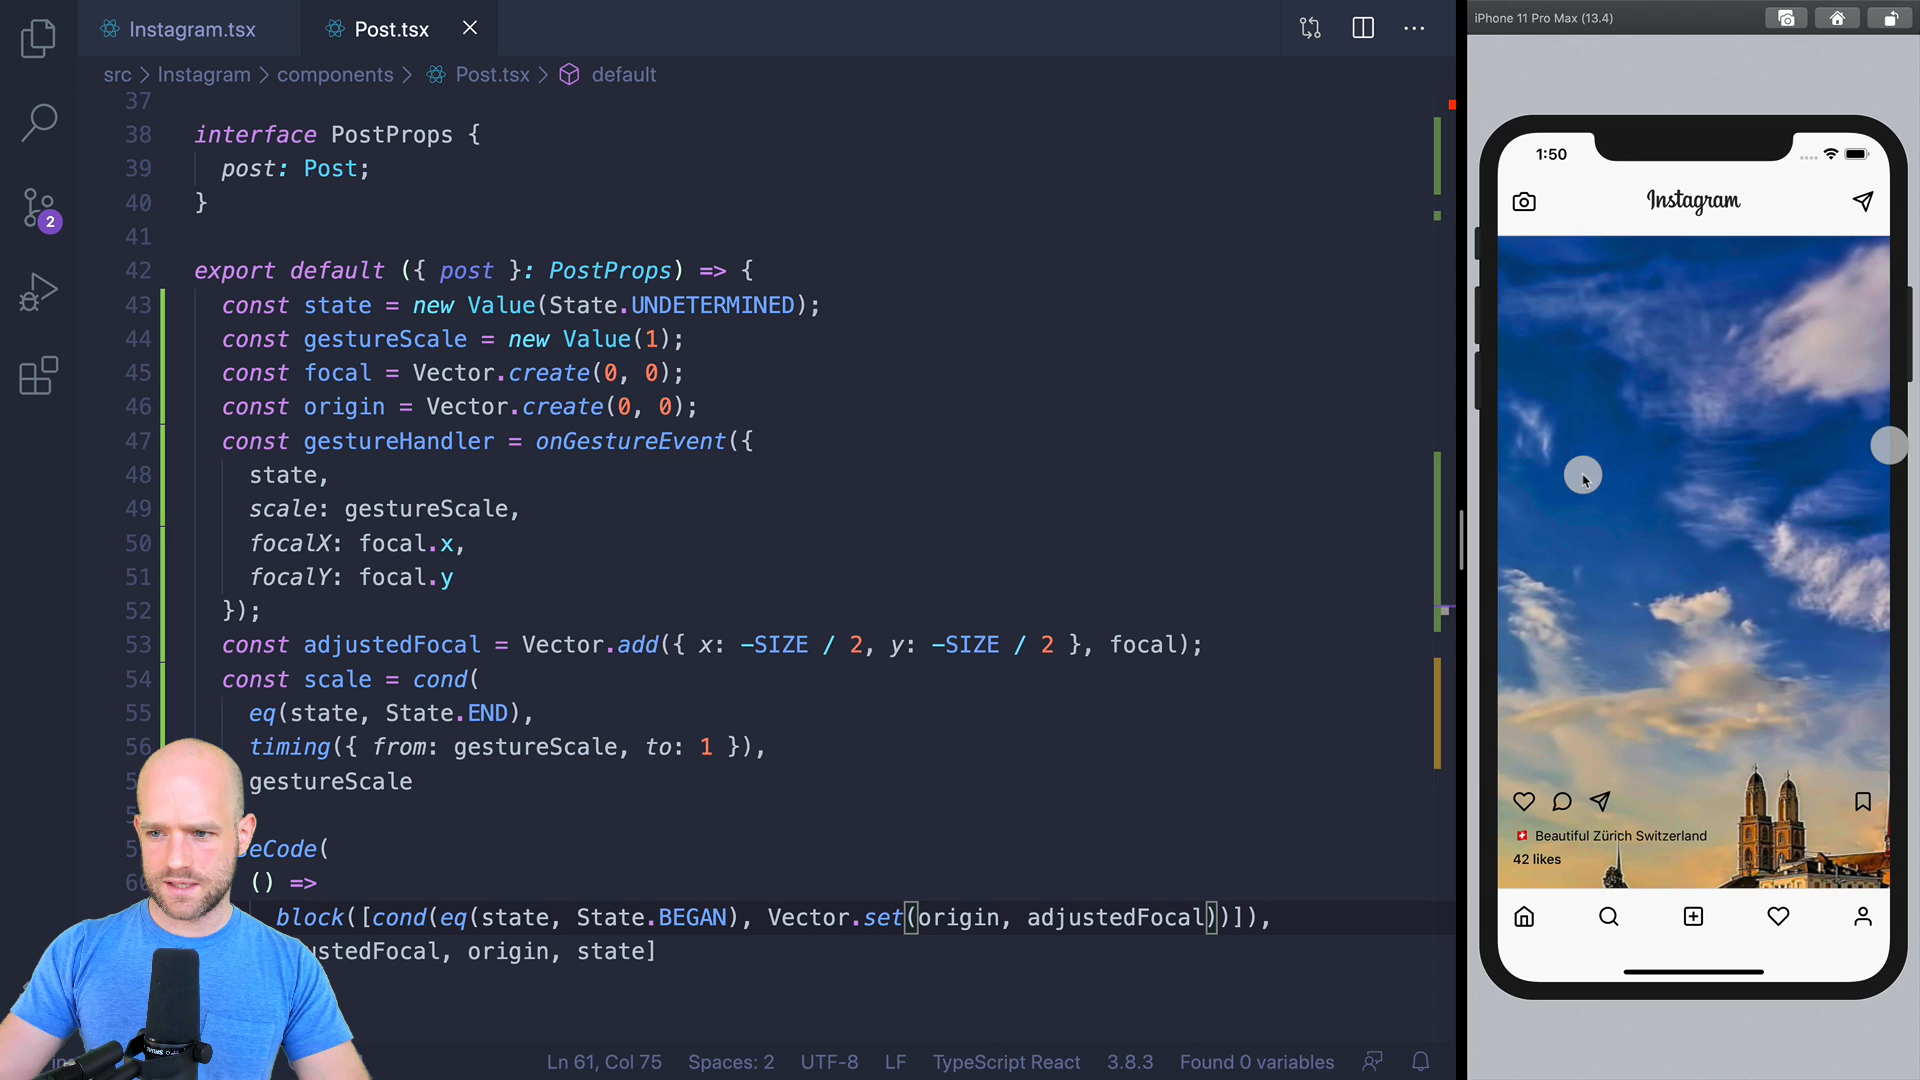 Instagram.tsx
Post.tsx
src > Instagram > components > Post.tsx > default
37
38 interface PostProps {
39 post: Post;
40 }
41
42 export default ({ post }: PostProps) => {
43 const state = new Value(State.UNDETERMINED);
44 const gestureScale = new Value(1);
45 const focal = Vector.create(0, 0);
46 const origin = Vector.create(0, 0);
47 const gestureHandler = onGestureEvent({
48 state,
49 scale: gestureScale,
50 focalX: focal.x,
51 focalY: focal.y
52 });
53 const adjustedFocal = Vector.add({ x: -SIZE / 2, y: -SIZE / 2 }, focal);
54 const scale = cond(
55 eq(state, State.END),
56 timing({ from: gestureScale, to: 1 }),
gestureScale
eCode(
() =>
block([cond(eq(state, State.BEGAN), Vector.set(origin, adjustedFocal))]),
ustedFocal, origin, state]
2
Ln 61, Col 75 Spaces: 2 UTF-8 LF TypeScript React 3.8.3 Found 0 variables
iPhone 11 Pro Max (13.4)
1:50
Instagram
🇨🇭 Beautiful Zürich Switzerland
42 likes